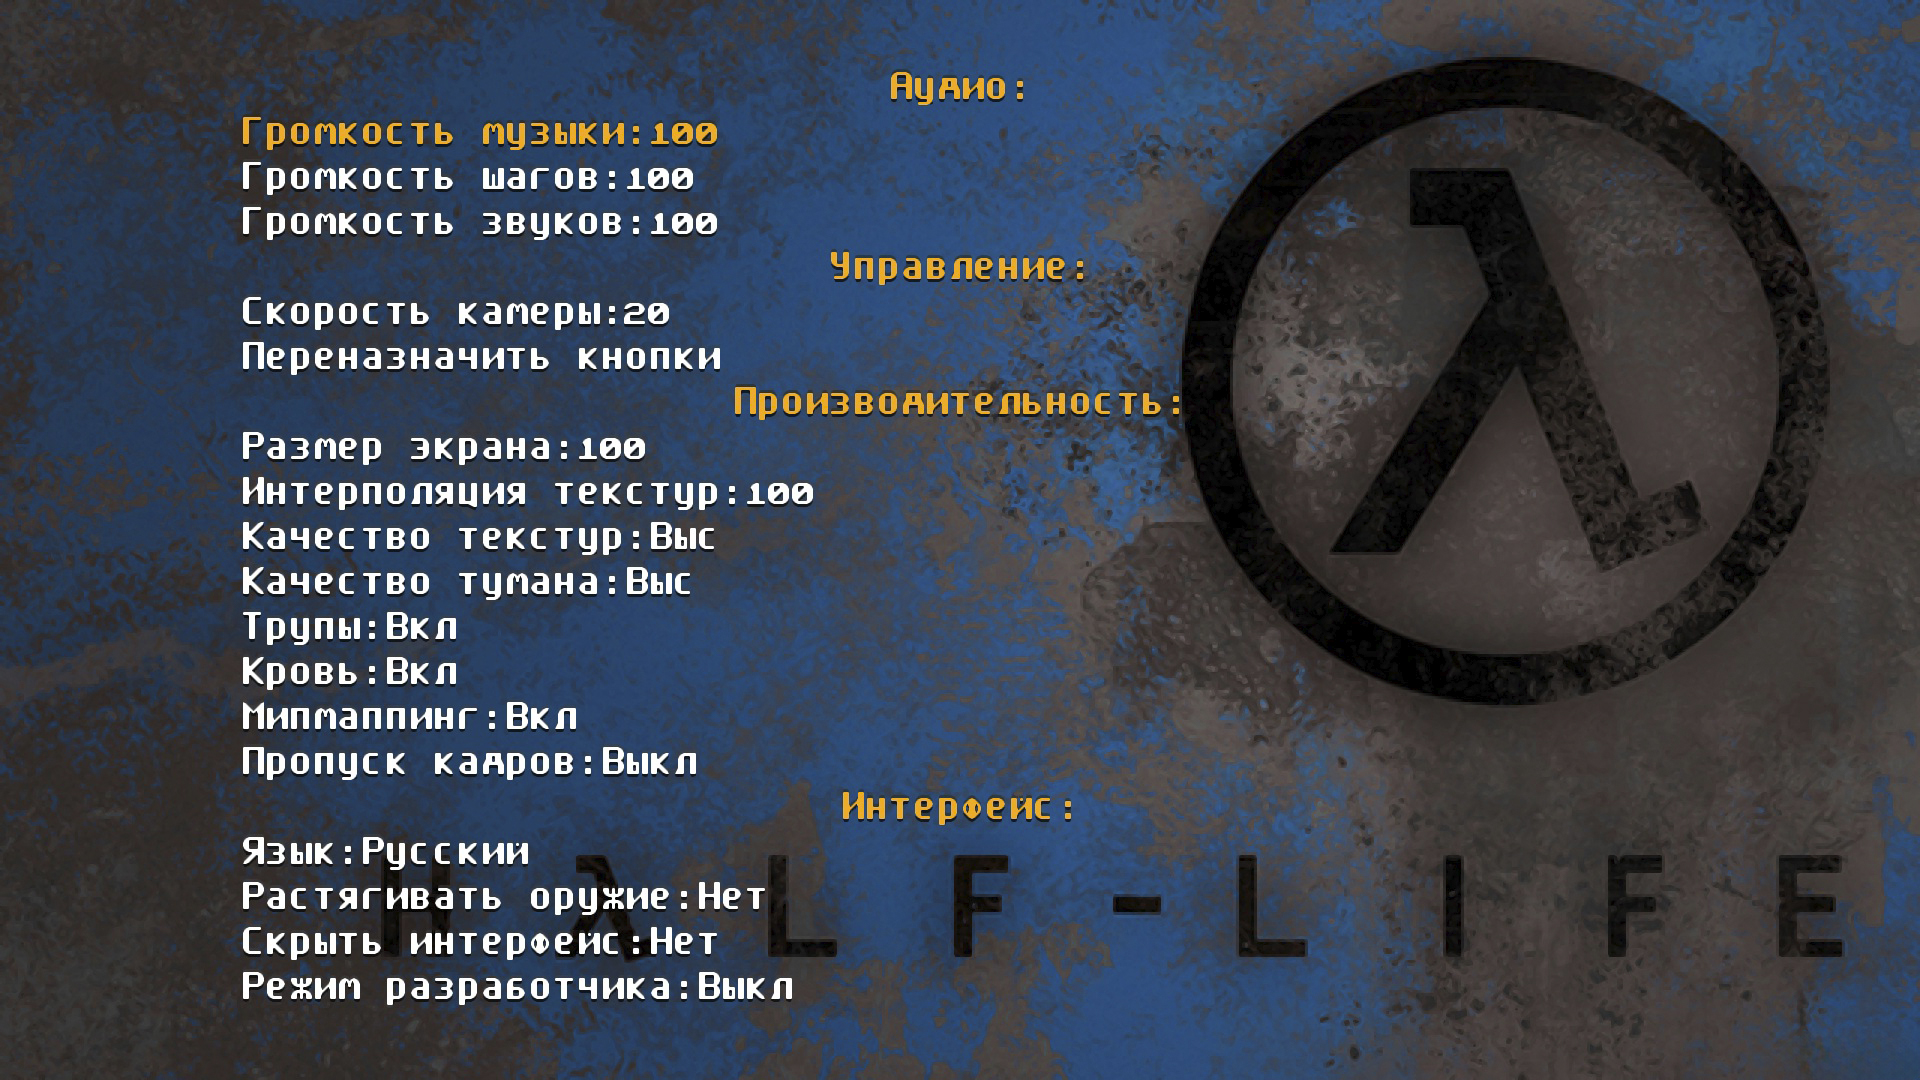 Аудио:
Громкость музыки:100
Громкость шагов:100
Громкость звуков:100
Управление:
Скорость камеры:20
Переназначить кнопки
Производительность:
Размер экрана:100
Интерполяция текстур:100
Качество текстур:Выс
Качество тумана:Выс
Трупы:Вкл
Кровь:Вкл
Мипмаппинг:Вкл
Пропуск кадров:Выкл
Интерфейс:
Язык:Русский
Растягивать оружие:Нет
Скрыть интерфейс:Нет
Режим разработчика:Выкл
HλLF-LIFE